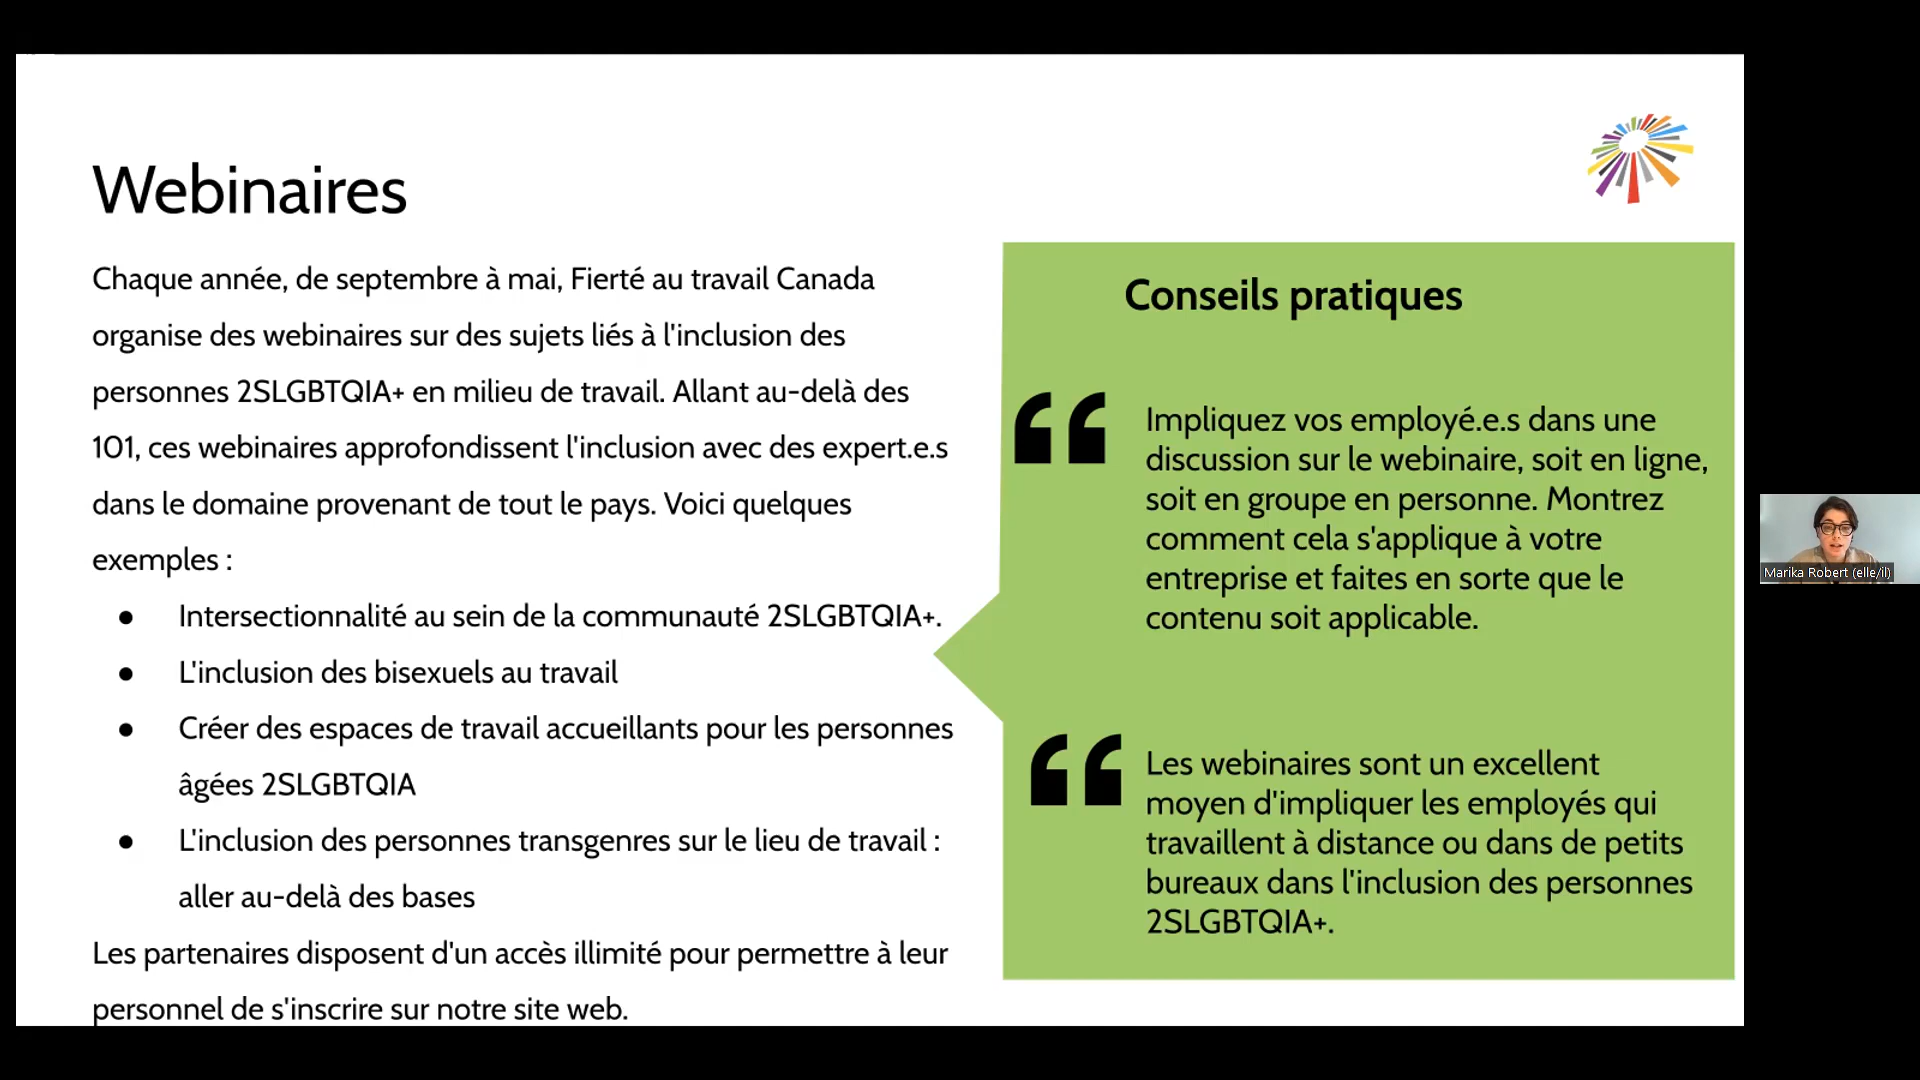 Webinaires
Chaque année, de septembre à mai, Fierté au travail Canada
organise des webinaires sur des sujets liés à l'inclusion des
personnes 2SLGBTQIA+ en milieu de travail. Allant au-delà des
101, ces webinaires approfondissent l'inclusion avec des expert.e.s
dans le domaine provenant de tout le pays. Voici quelques
exemples :
● Intersectionnalité au sein de la communauté 2SLGBTQIA+.
● L'inclusion des bisexuels au travail
● Créer des espaces de travail accueillants pour les personnes
âgées 2SLGBTQIA
● L'inclusion des personnes transgenres sur le lieu de travail :
aller au-delà des bases
Les partenaires disposent d'un accès illimité pour permettre à leur
personnel de s'inscrire sur notre site web.
Conseils pratiques
“ Impliquez vos employé.e.s dans une
discussion sur le webinaire, soit en ligne,
soit en groupe en personne. Montrez
comment cela s'applique à votre
entreprise et faites en sorte que le
contenu soit applicable.
“ Les webinaires sont un excellent
moyen d'impliquer les employés qui
travaillent à distance ou dans de petits
bureaux dans l'inclusion des personnes
2SLGBTQIA+.
Marika Robert (elle/il)